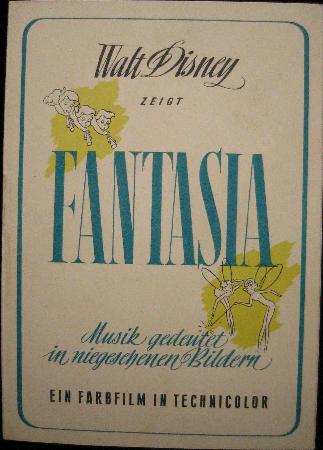 Walt Disney
ZEIGT
FANTASIA
Musik gedeutet
in niegesehenen Bildern
EIN FARBFILM IN TECHNICOLOR